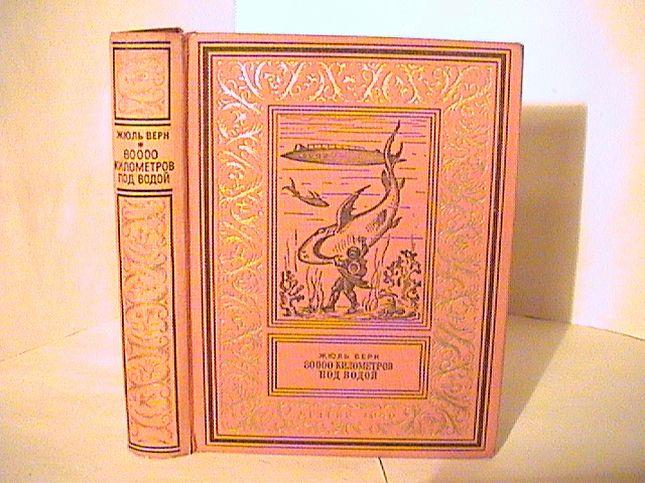 ЖЮЛЬ ВЕРН
80000
КИЛОМЕТРОВ
ПОД ВОДОЙ
ЖЮЛЬ ВЕРН
80000 КИЛОМЕТРОВ
ПОД ВОДОЙ